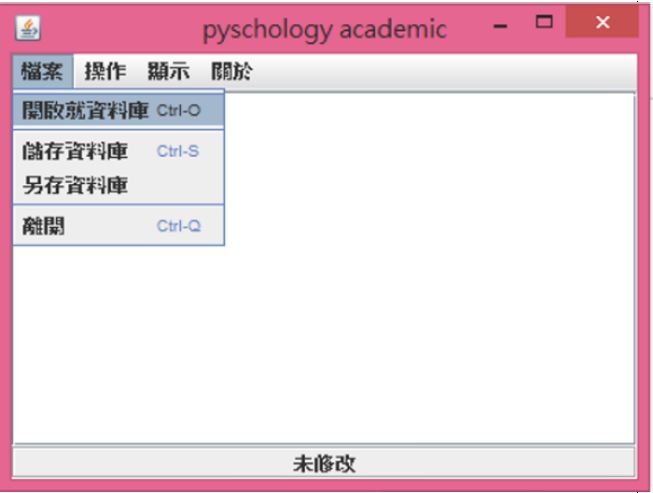 pyschology academic
檔案 操作 顯示 關於
開啟就資料庫 Ctrl-O
儲存資料庫 Ctrl-S
另存資料庫
離開 Ctrl-Q
未修改